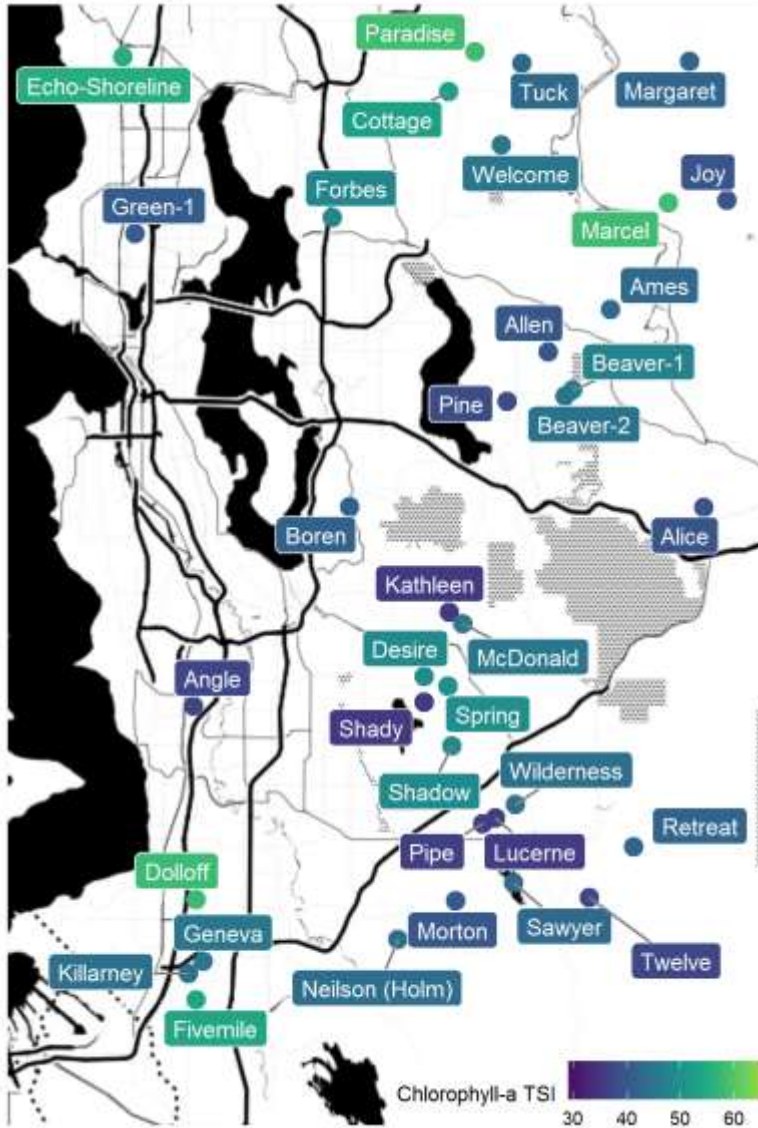 Paradise
Echo-Shoreline
Tuck
Margaret
Cottage
Welcome
Joy
Forbes
Green-1
Marcel
Ames
Allen
Beaver-1
Pine
Beaver-2
Boren
Alice
Kathleen
Desire
McDonald
Angle
Shady
Spring
Wilderness
Shadow
Retreat
Pipe
Lucerne
Dolloff
Geneva
Morton
Sawyer
Killarney
Neilson (Holm)
Twelve
Fivemile
Chlorophyll-a TSI
30 40 50 60